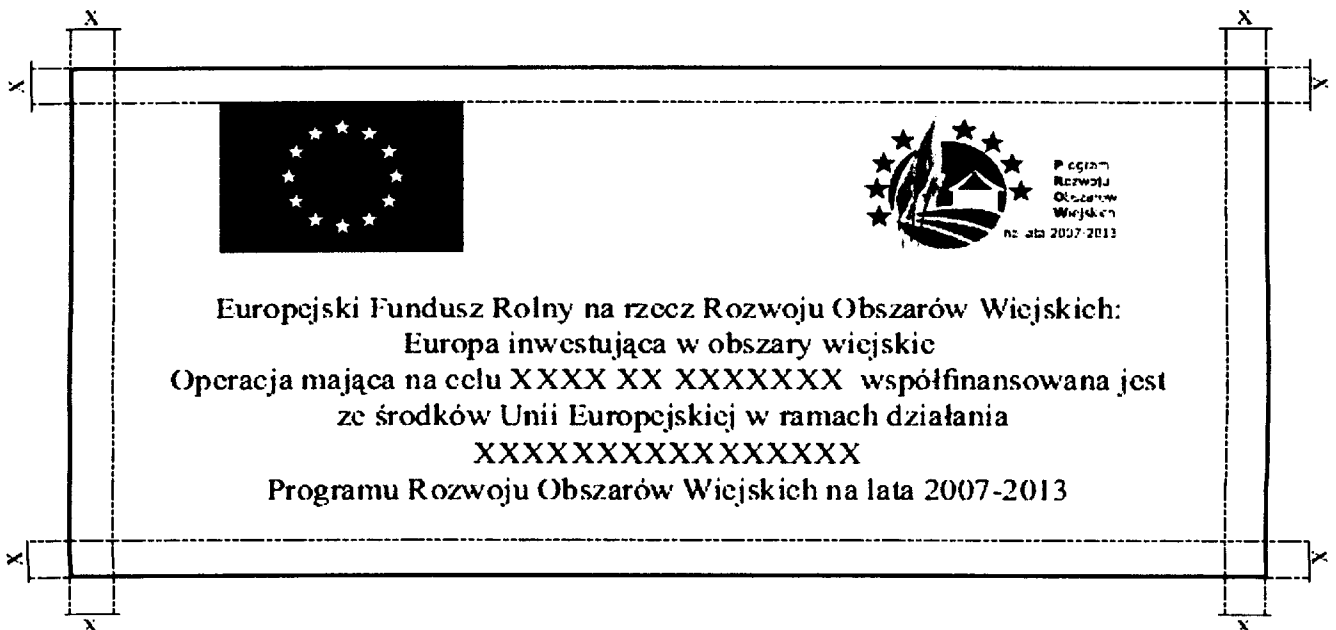 X X
X X
Program
Rozwoju
Obszarów
Wiejskich
na lata 2007-2013
Europejski Fundusz Rolny na rzecz Rozwoju Obszarów Wiejskich:
Europa inwestująca w obszary wiejskie
Operacja mająca na celu XXXX XX XXXXXXX współfinansowana jest
ze środków Unii Europejskiej w ramach działania
XXXXXXXXXXXXXXXX
Programu Rozwoju Obszarów Wiejskich na lata 2007-2013
X X
X X